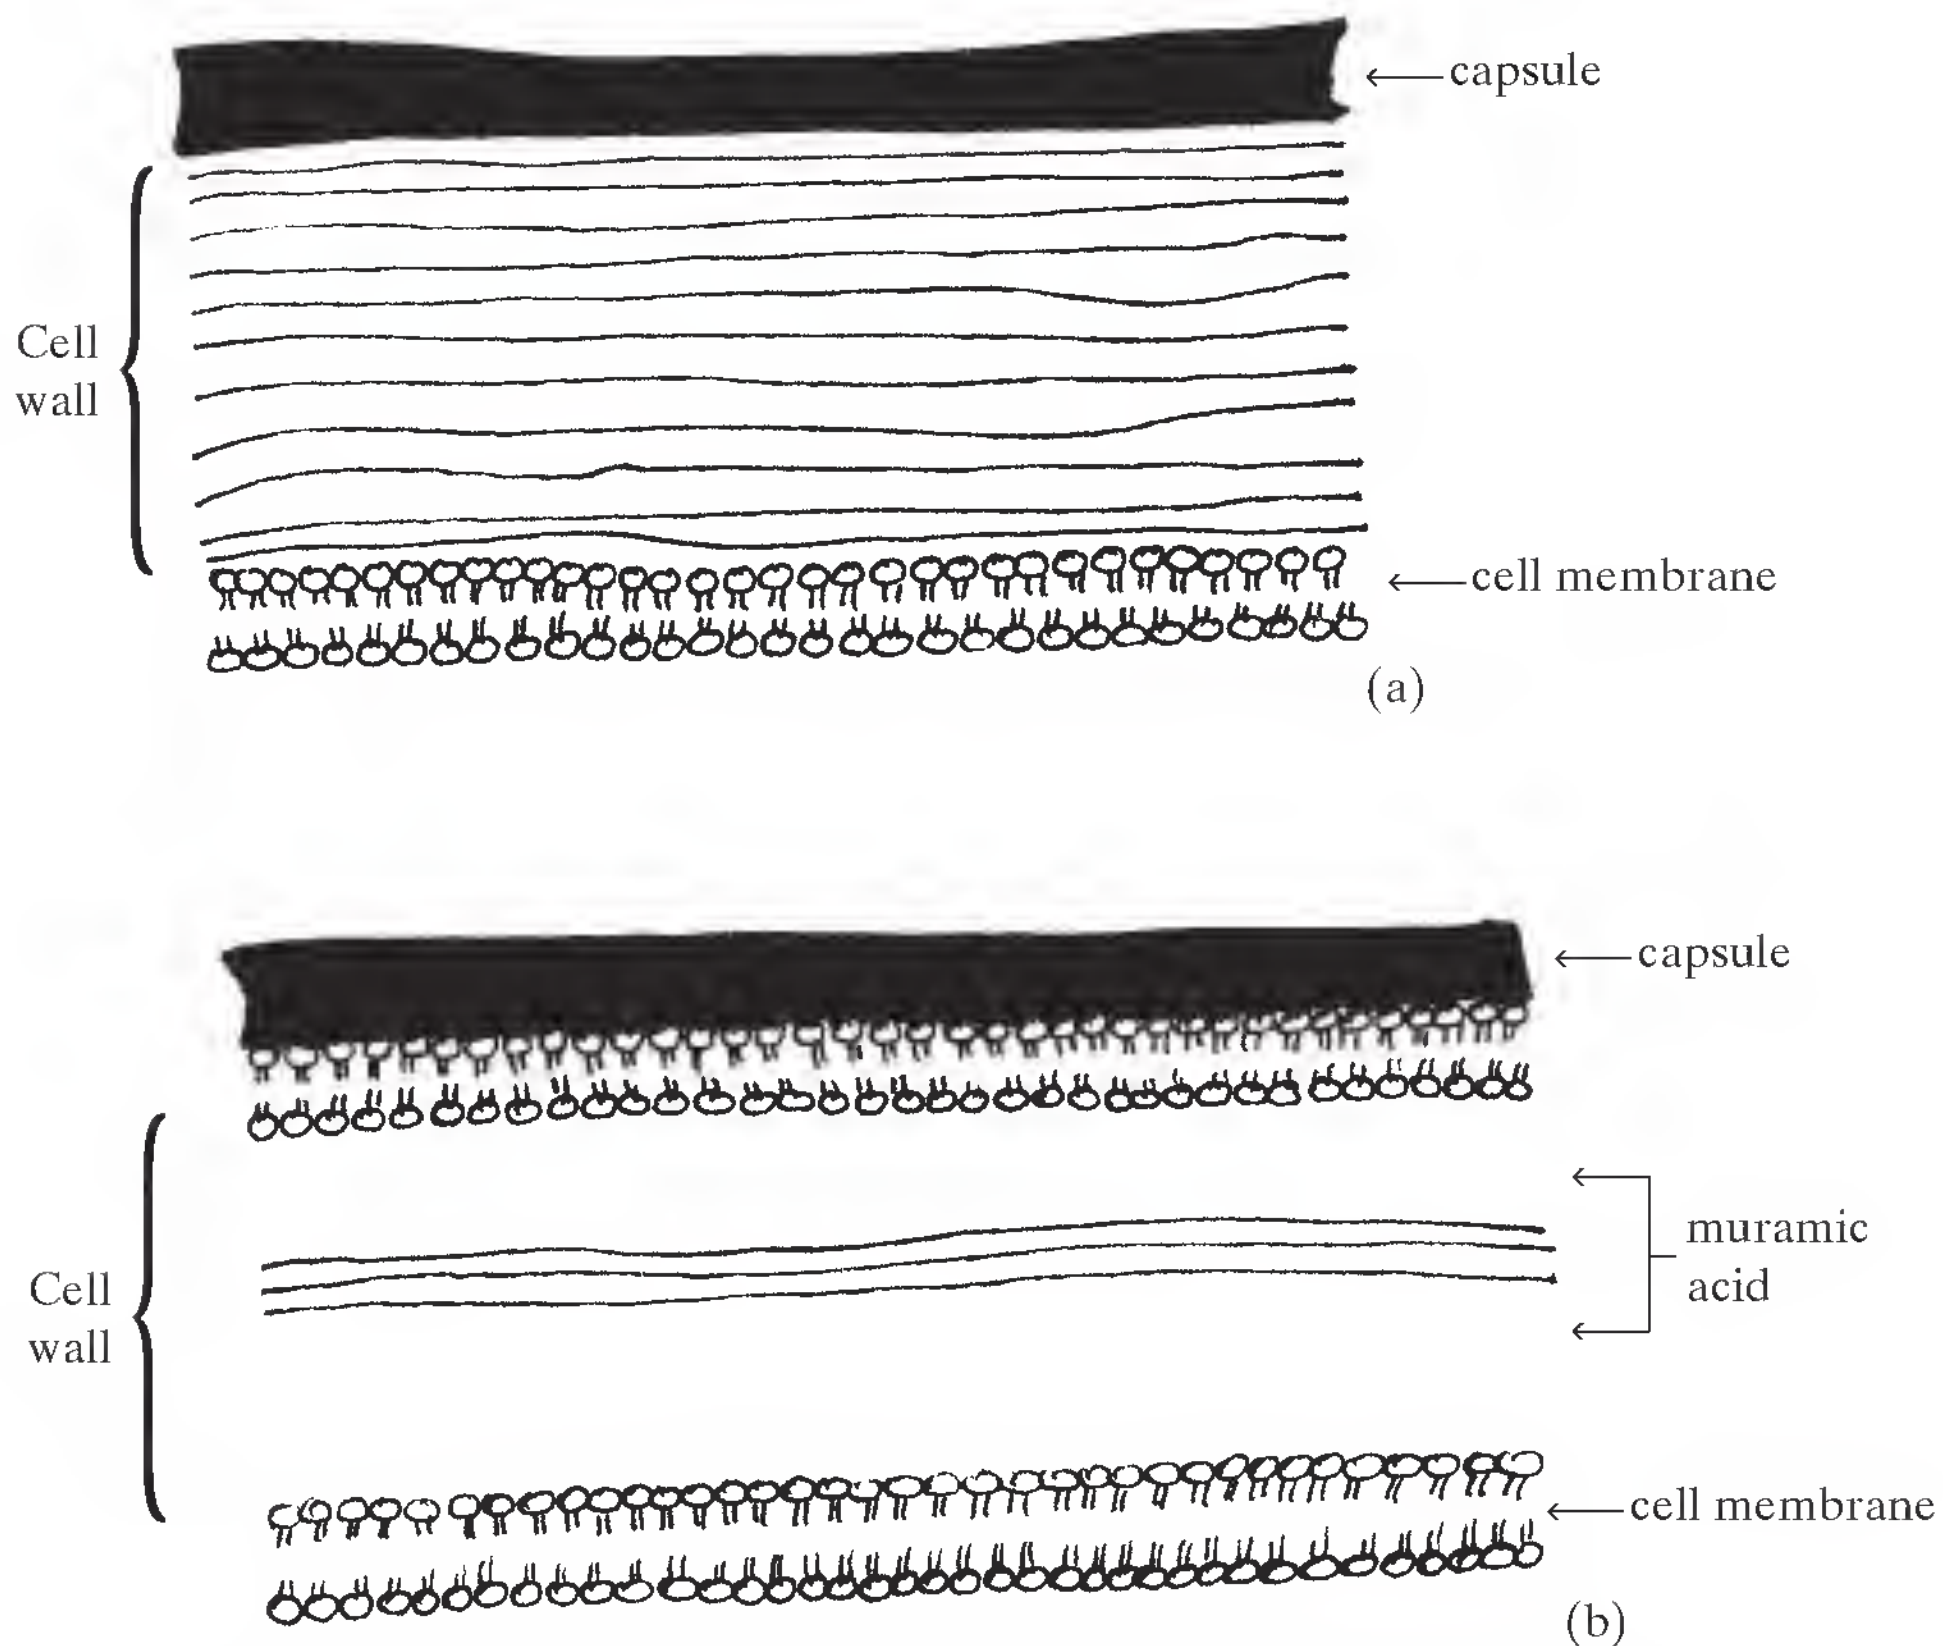 capsule
Cell
wall
cell membrane
(a)
capsule
muramic
acid
Cell
wall
cell membrane
(b)